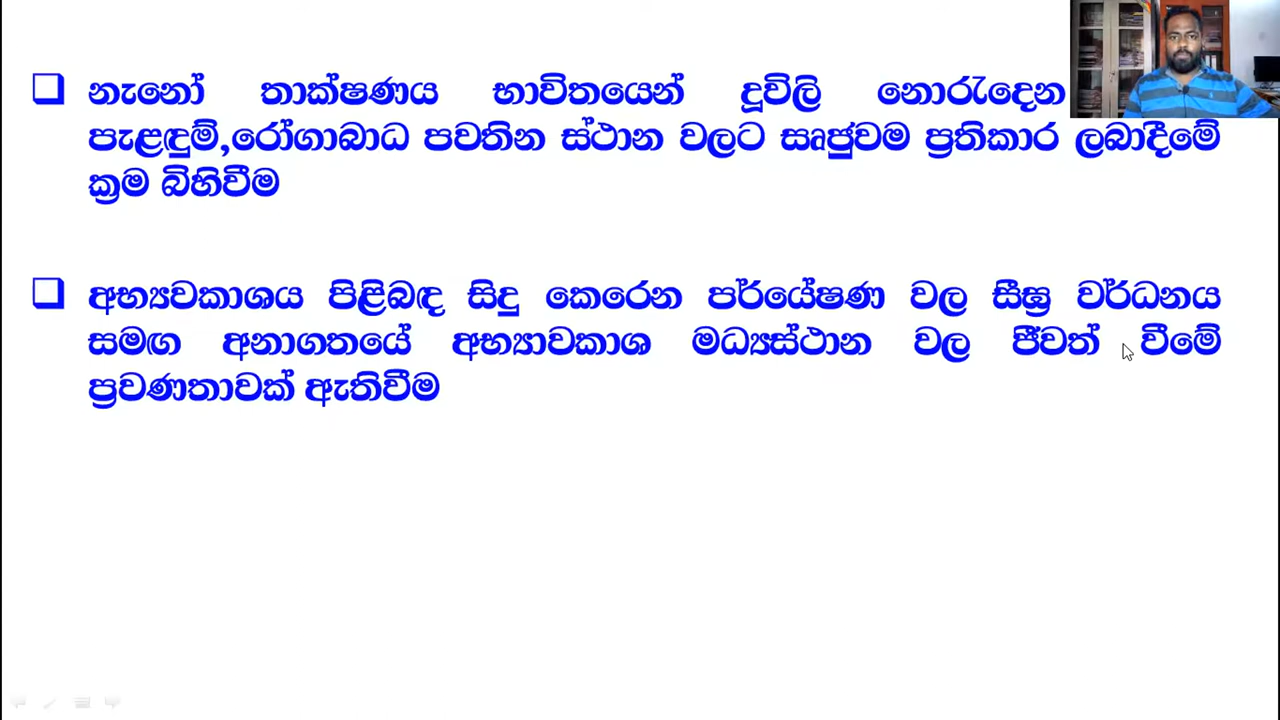 නැනෝ තාක්ෂණය භාවිතයෙන් දූවිලි නොරැදෙන
පැළඳුම්,රෝගාබාධ පවතින ස්ථාන වලට සෘජුවම ප්‍රතිකාර ලබාදීමේ
ක්‍රම බිහිවීම
අභ්‍යවකාශය පිළිබඳ සිදු කෙරෙන පර්යේෂණ වල සීඝ්‍ර වර්ධනය
සමඟ අනාගතයේ අභ්‍යාවකාශ මධ්‍යස්ථාන වල ජීවත් වීමේ
ප්‍රවණතාවක් ඇතිවීම